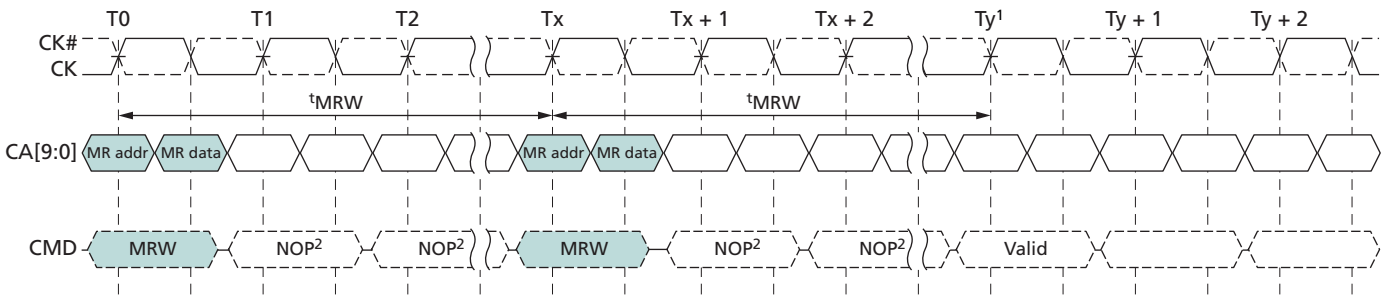 T0 T1 T2 Tx Tx + 1 Tx + 2 Ty¹ Ty + 1 Ty + 2
CK#
CK
ᵗMRW ᵗMRW
CA[9:0] MR addr MR data MR addr MR data
CMD MRW NOP² NOP² MRW NOP² NOP² Valid